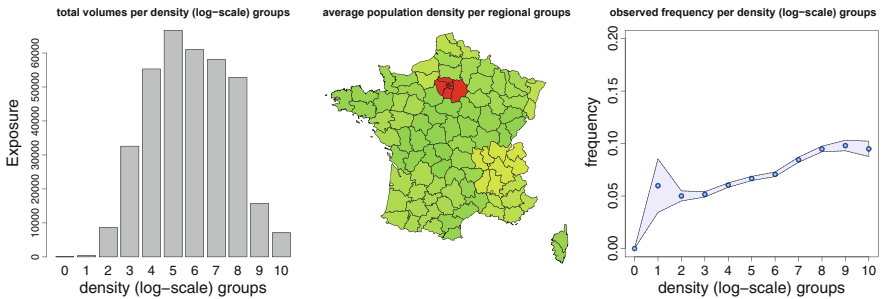 total volumes per density (log−scale) groups
Exposure
60000
50000
40000
30000
20000
10000
0
0 1 2 3 4 5 6 7 8 9 10
density (log−scale) groups
average population density per regional groups
observed frequency per density (log−scale) groups
frequency
0.20
0.15
0.10
0.05
0.00
0 1 2 3 4 5 6 7 8 9 10
density (log−scale) groups